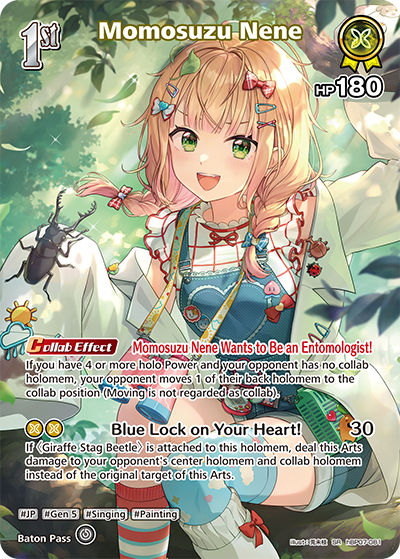 1st
Momosuzu Nene
HP 180
Collab Effect Momosuzu Nene Wants to Be an Entomologist!
If you have 4 or more holo Power and your opponent has no collab
holomem, your opponent moves 1 of their back holomem to the
collab position (Moving is not regarded as collab).
Blue Lock on Your Heart! 30
If 〈Giraffe Stag Beetle〉 is attached to this holomem, deal this Arts
damage to your opponent's center holomem and collab holomem
instead of the original target of this Arts.
#JP #Gen 5 #Singing #Painting
Baton Pass
SR hBP07-081